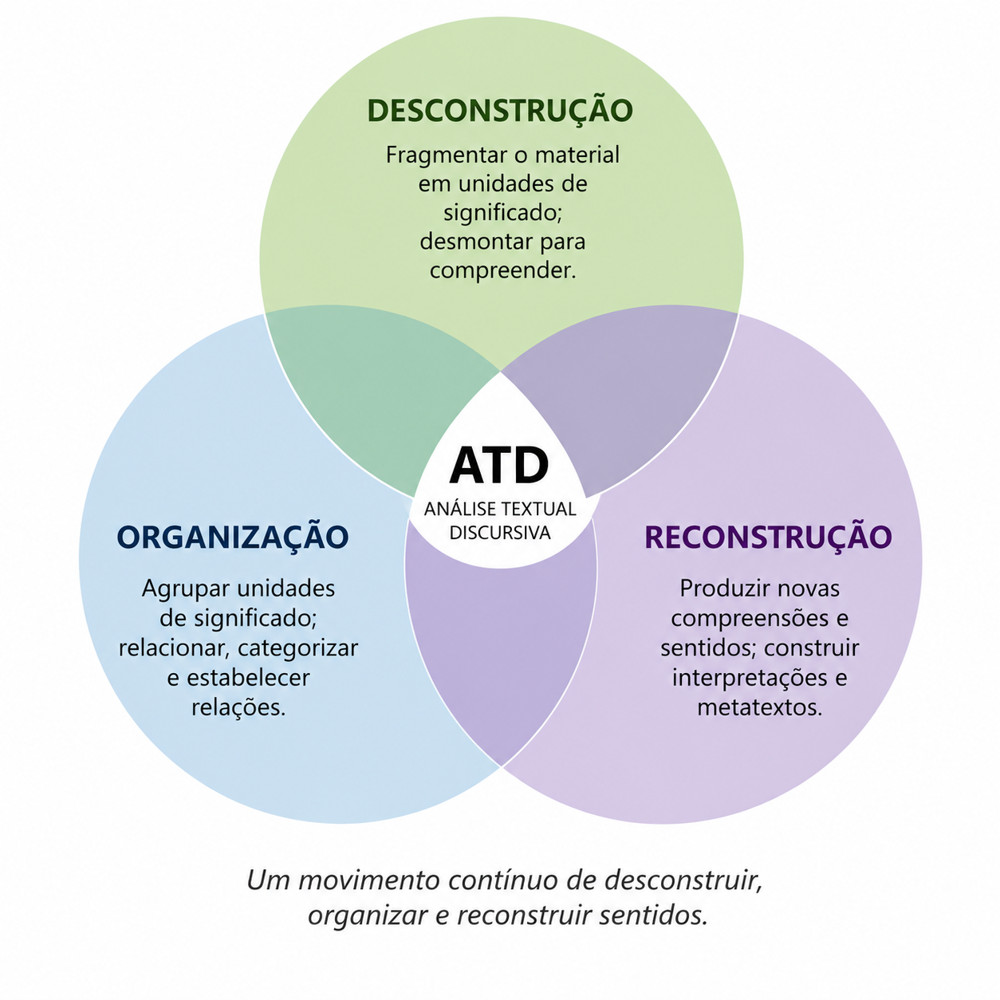 DESCONSTRUÇÃO
Fragmentar o material
em unidades de
significado;
desmontar para
compreender.
ATD
ANÁLISE TEXTUAL
DISCURSIVA
ORGANIZAÇÃO
Agrupar unidades
de significado;
relacionar, categorizar
e estabelecer
relações.
RECONSTRUÇÃO
Produzir novas
compreensões e
sentidos; construir
interpretações e
metatextos.
Um movimento contínuo de desconstruir,
organizar e reconstruir sentidos.